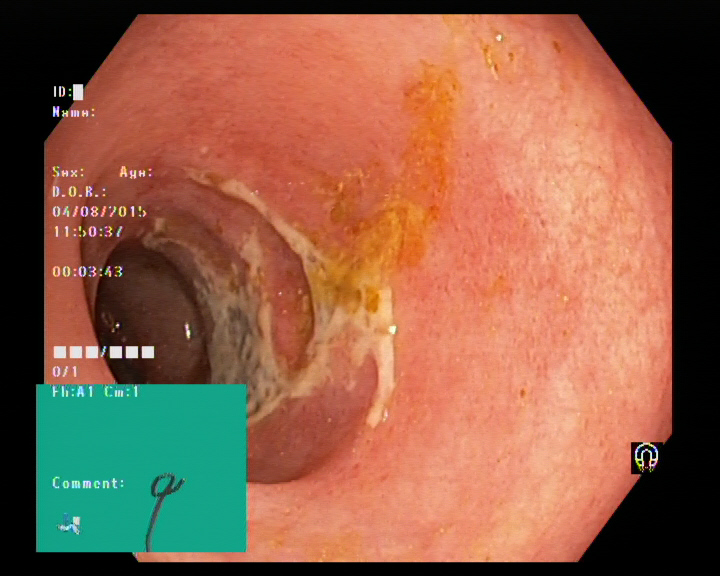 ID:
Name:
Sex: Age:
D.O.B.:
04/08/2015
11:50:37
00:03:43
0/1
Eh:A1 Cm:1
Comment: